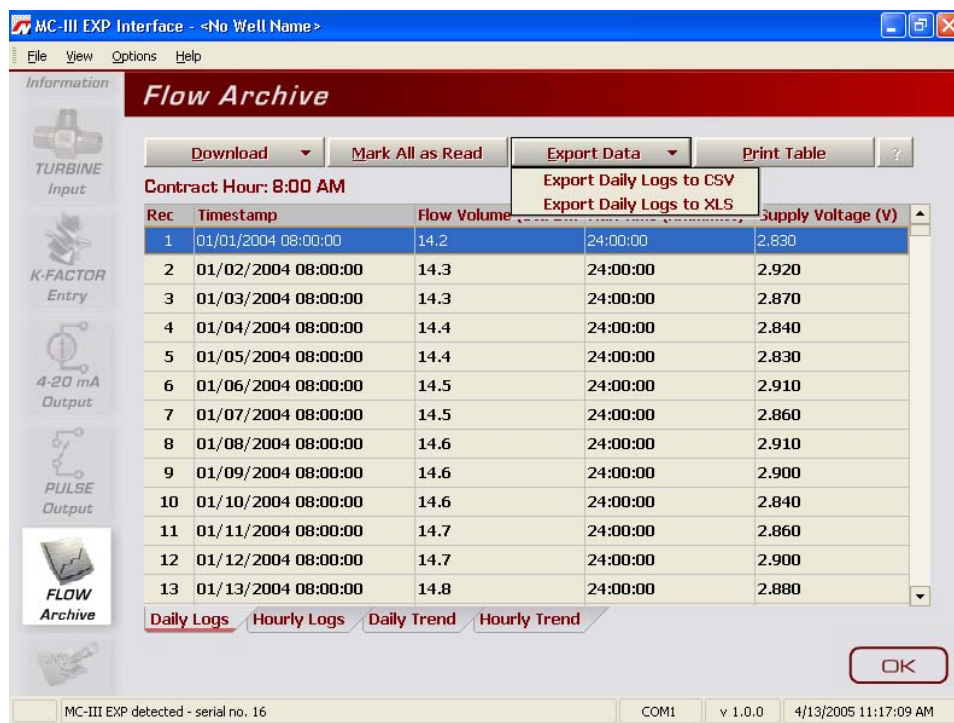 MC-III EXP Interface - <No Well Name>
File View Options Help
Information
Flow Archive
Download Mark All as Read Export Data Print Table ?
Export Daily Logs to CSV
Export Daily Logs to XLS
Contract Hour: 8:00 AM
Rec Timestamp Flow Volume Supply Voltage (V)
1 01/01/2004 08:00:00 14.2 24:00:00 2.830
2 01/02/2004 08:00:00 14.3 24:00:00 2.920
3 01/03/2004 08:00:00 14.3 24:00:00 2.870
4 01/04/2004 08:00:00 14.4 24:00:00 2.840
5 01/05/2004 08:00:00 14.4 24:00:00 2.830
6 01/06/2004 08:00:00 14.5 24:00:00 2.910
7 01/07/2004 08:00:00 14.5 24:00:00 2.860
8 01/08/2004 08:00:00 14.6 24:00:00 2.910
9 01/09/2004 08:00:00 14.6 24:00:00 2.900
10 01/10/2004 08:00:00 14.6 24:00:00 2.840
11 01/11/2004 08:00:00 14.7 24:00:00 2.860
12 01/12/2004 08:00:00 14.7 24:00:00 2.900
13 01/13/2004 08:00:00 14.8 24:00:00 2.880
TURBINE
Input
K-FACTOR
Entry
4-20 mA
Output
PULSE
Output
FLOW
Archive
Daily Logs Hourly Logs Daily Trend Hourly Trend
OK
MC-III EXP detected - serial no. 16 COM1 v 1.0.0 4/13/2005 11:17:09 AM